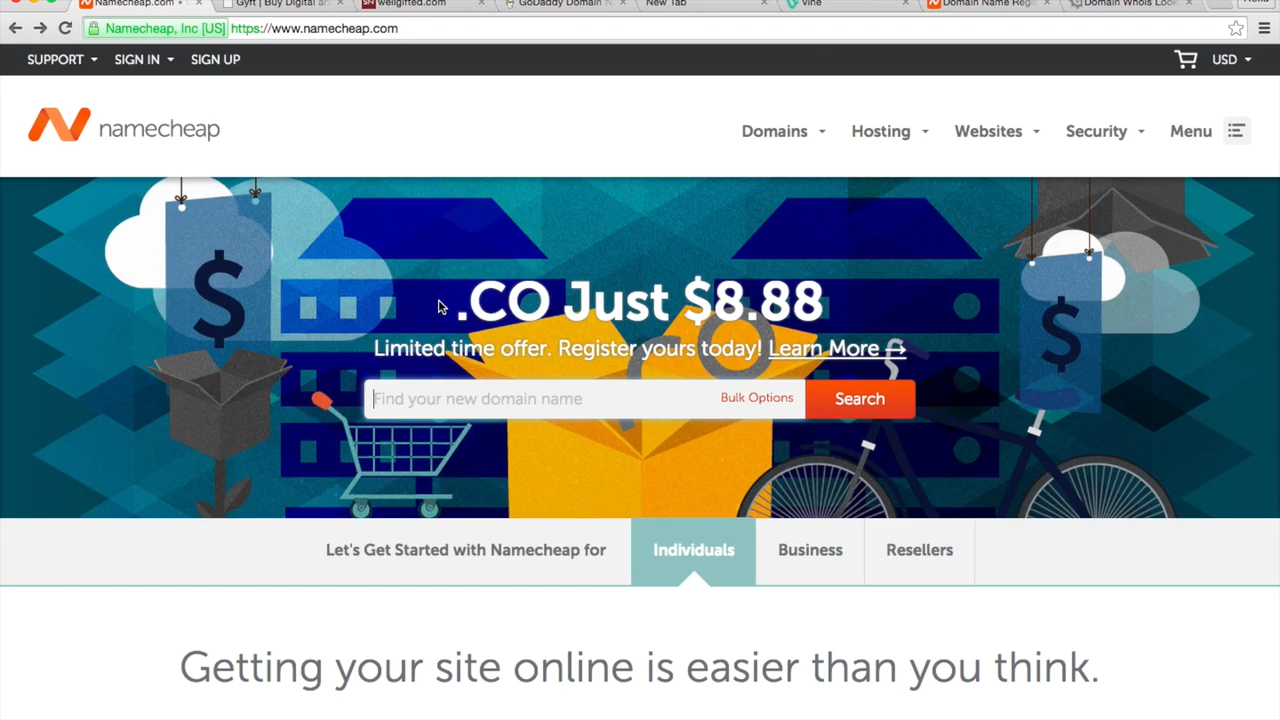 Namecheap.com
Gyft | Buy Digital
wellgifted.com
GoDaddy Domain
New Tab
Vine
Domain Name Reg
Domain Whois Look
Namecheap, Inc [US] https://www.namecheap.com
SUPPORT SIGN IN SIGN UP USD
namecheap
Domains Hosting Websites Security Menu
$
.CO Just $8.88
$
Limited time offer. Register yours today! Learn More
Find your new domain name Bulk Options Search
Let's Get Started with Namecheap for Individuals Business Resellers
Getting your site online is easier than you think.